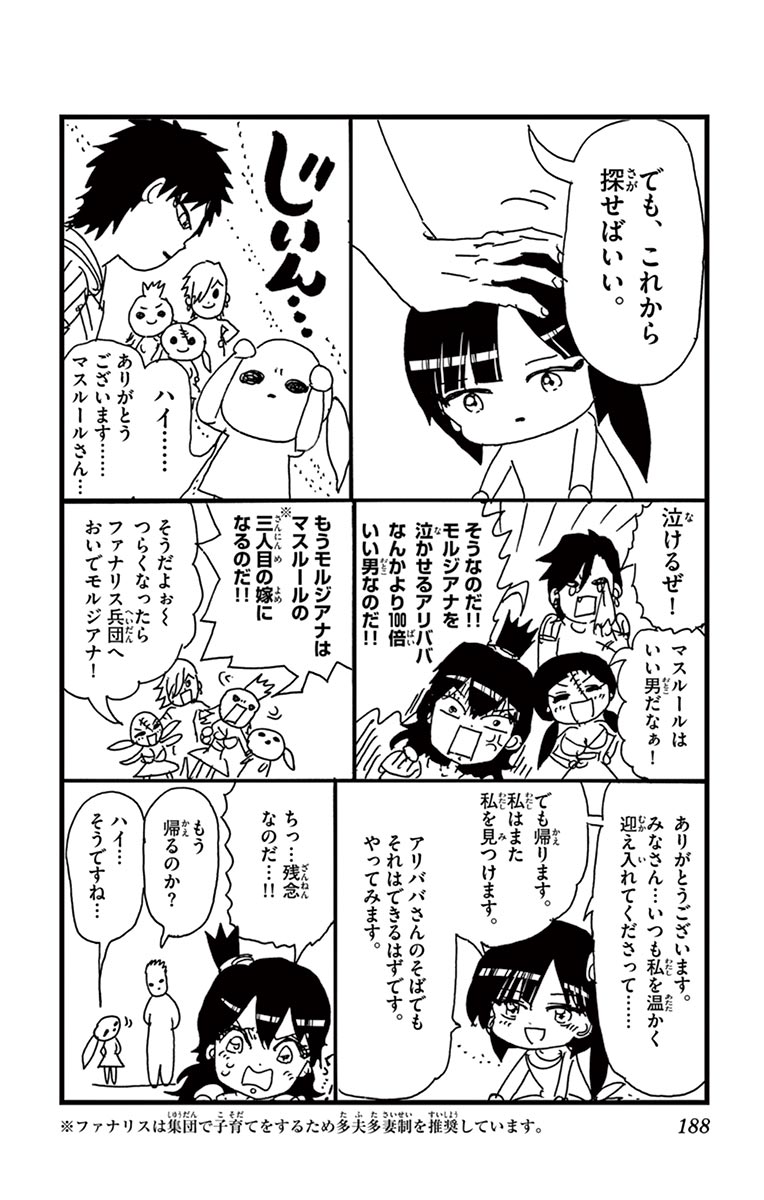 でも、これから
探せばいい。
じいん…
ハイ……
ありがとう
ございます……
マスルールさん…
泣けるぜ！
マスルールは
いい男だなぁ！
そうなのだ!!
モルジアナを
泣かせるアリババ
なんかより100倍
いい男なのだ!!
もうモルジアナは
マスルールの
※三人目の嫁に
なるのだ!!
そうだよぉ～
つらくなったら
ファナリス兵団へ
おいでモルジアナ！
ありがとうございます。
みなさん…いつも私を温かく
迎え入れてくださって……
でも帰ります。
私はまた
私を見つけます。
アリババさんのそばでも
それはできるはずです。
やってみます。
ちっ…残念
なのだ…!!
もう
帰るのか？
ハイ…
そうですね…
※ファナリスは集団で子育てをするため多夫多妻制を推奨しています。
188